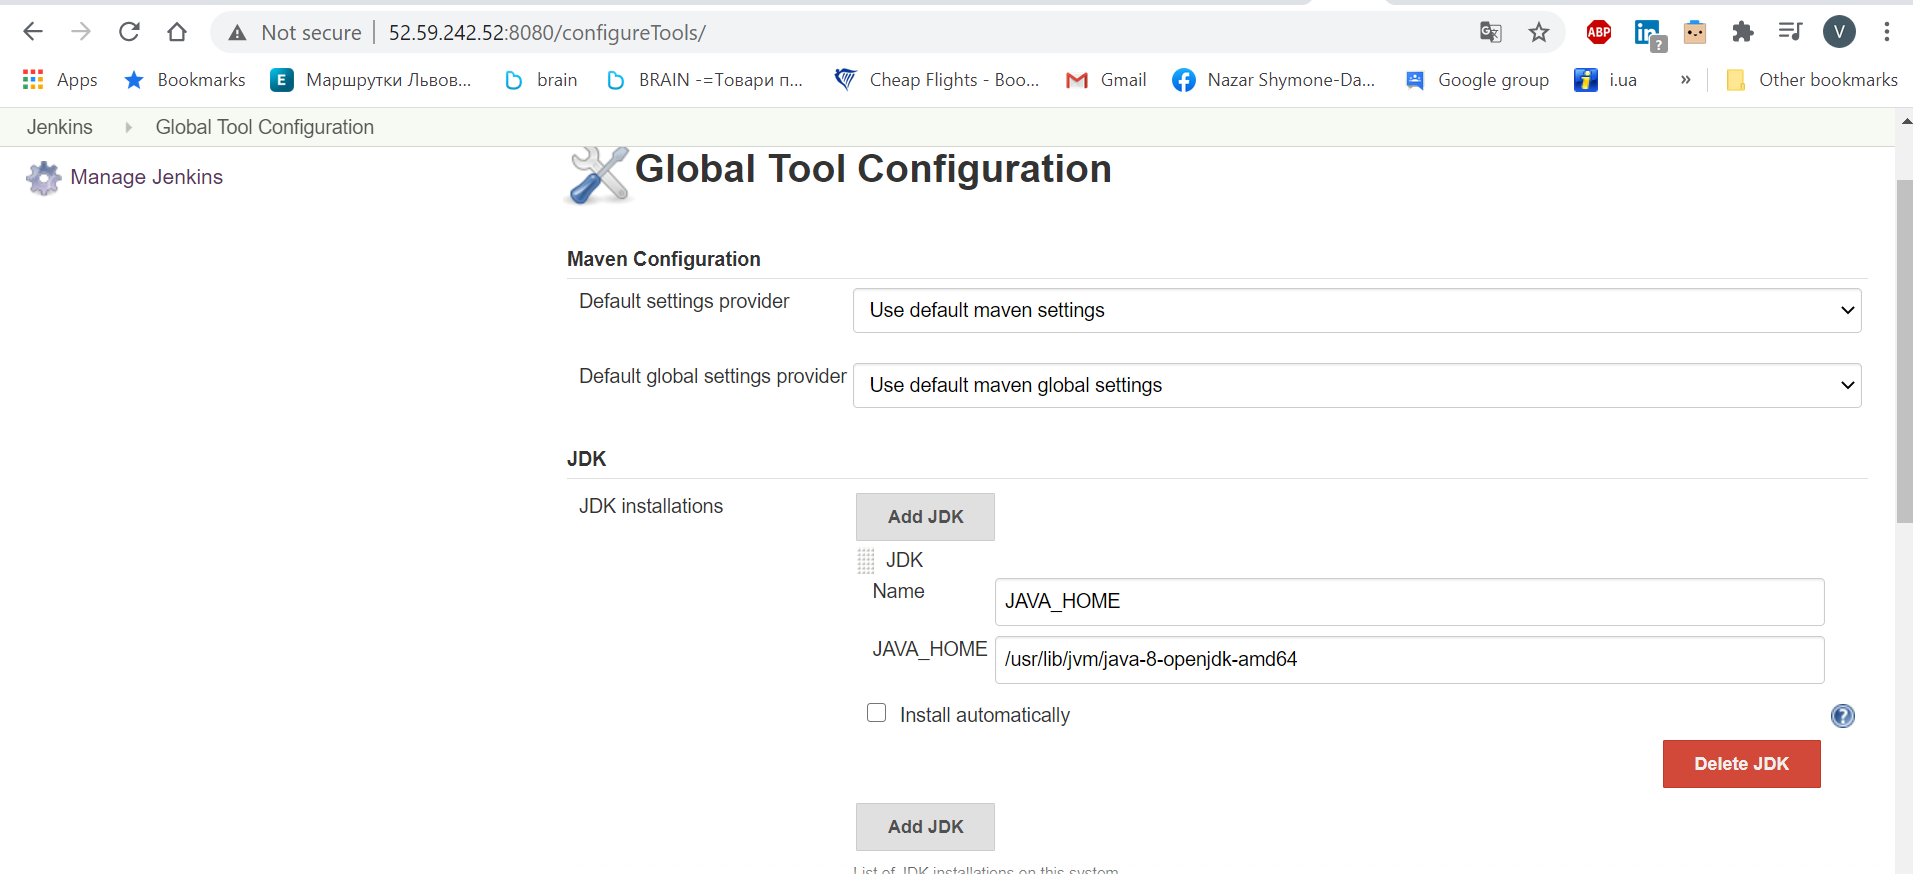 Not secure | 52.59.242.52:8080/configureTools/
ABP
in
?
V
Apps
Bookmarks
E
Маршрутки Львов...
brain
BRAIN -=Товари п...
Cheap Flights - Boo...
Gmail
Nazar Shymone-Da...
Google group
i
i.ua
»
Other bookmarks
Jenkins
Global Tool Configuration
Manage Jenkins
Global Tool Configuration
Maven Configuration
Default settings provider
Use default maven settings
Default global settings provider
Use default maven global settings
JDK
JDK installations
Add JDK
JDK
Name
JAVA_HOME
JAVA_HOME
/usr/lib/jvm/java-8-openjdk-amd64
Install automatically
?
Delete JDK
Add JDK
List of JDK installations on this system